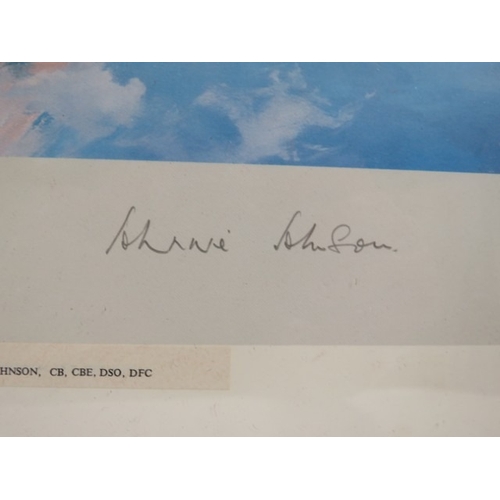 Johnnie Johnson.
HNSON, CB, CBE, DSO, DFC